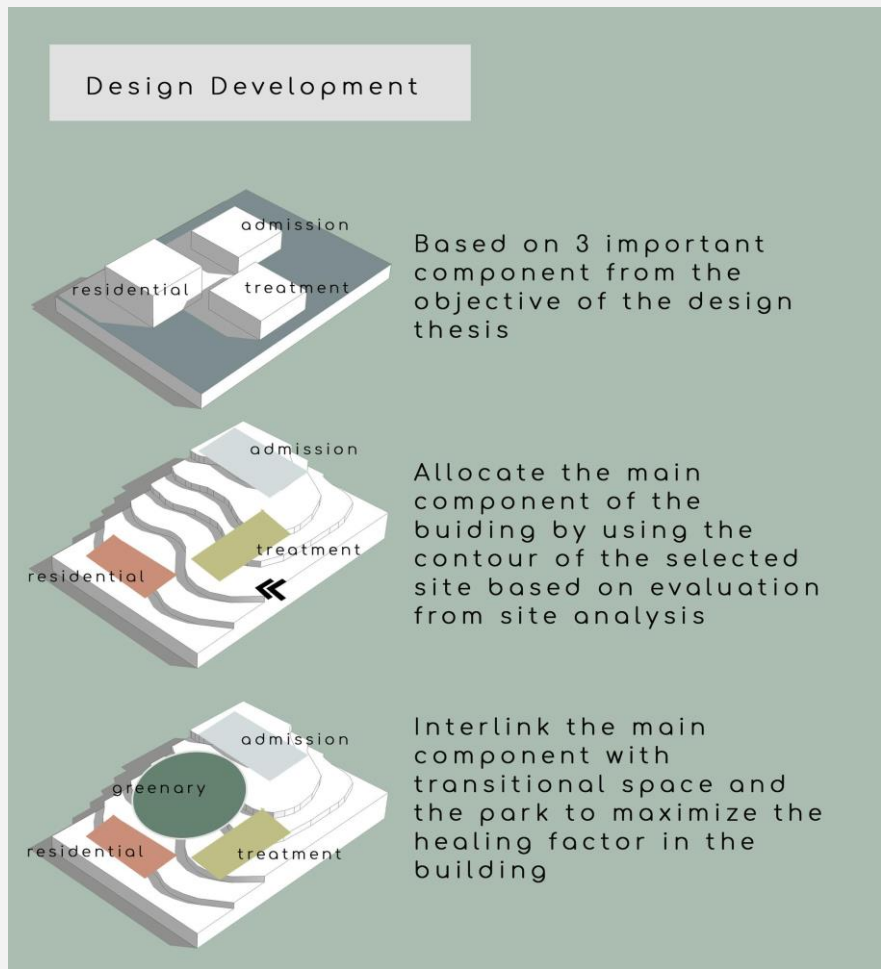 Design Development
admission
residential
treatment
Based on 3 important
component from the
objective of the design
thesis
admission
treatment
residential
Allocate the main
component of the
buiding by using the
contour of the selected
site based on evaluation
from site analysis
admission
greenary
residential
treatment
Interlink the main
component with
transitional space and
the park to maximize the
healing factor in the
building